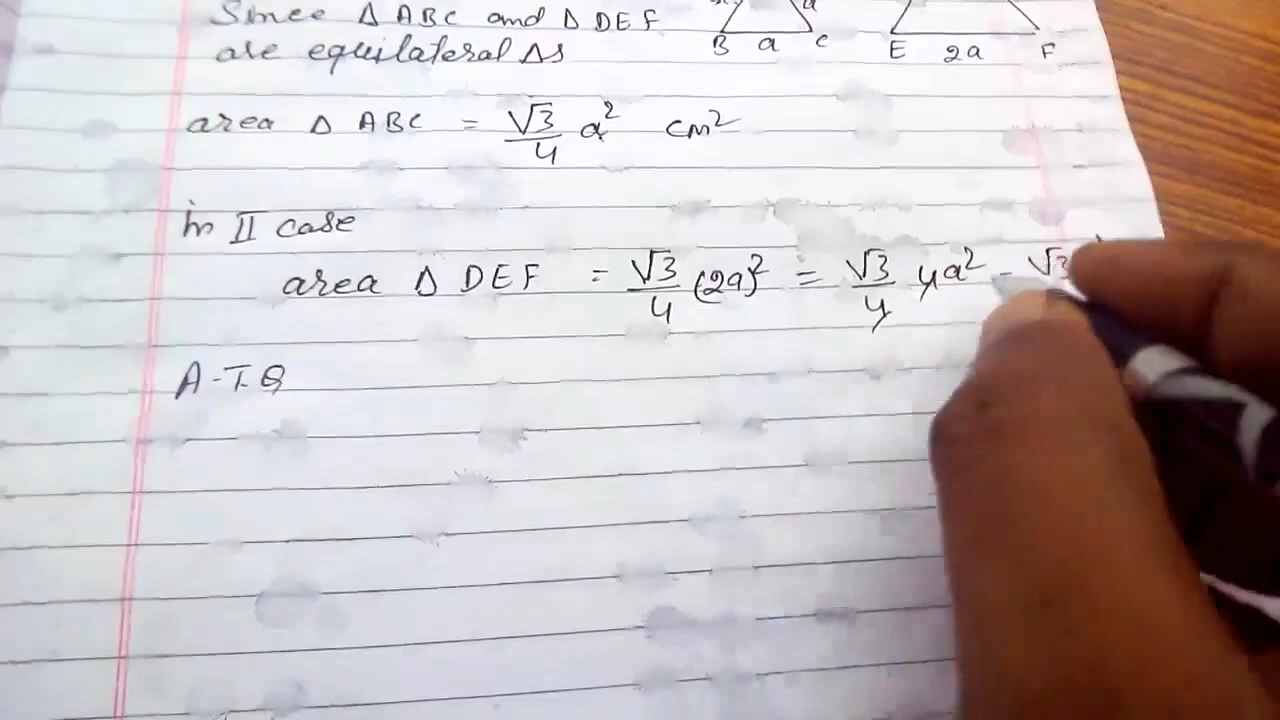 Since Δ ABC and Δ DEF
are equilateral Δs
B a C E 2a F
area Δ ABC = √3/4 a² cm²
in II case
area Δ DEF = √3/4 (2a)² = √3/4 4a² = √3
A.T.Q